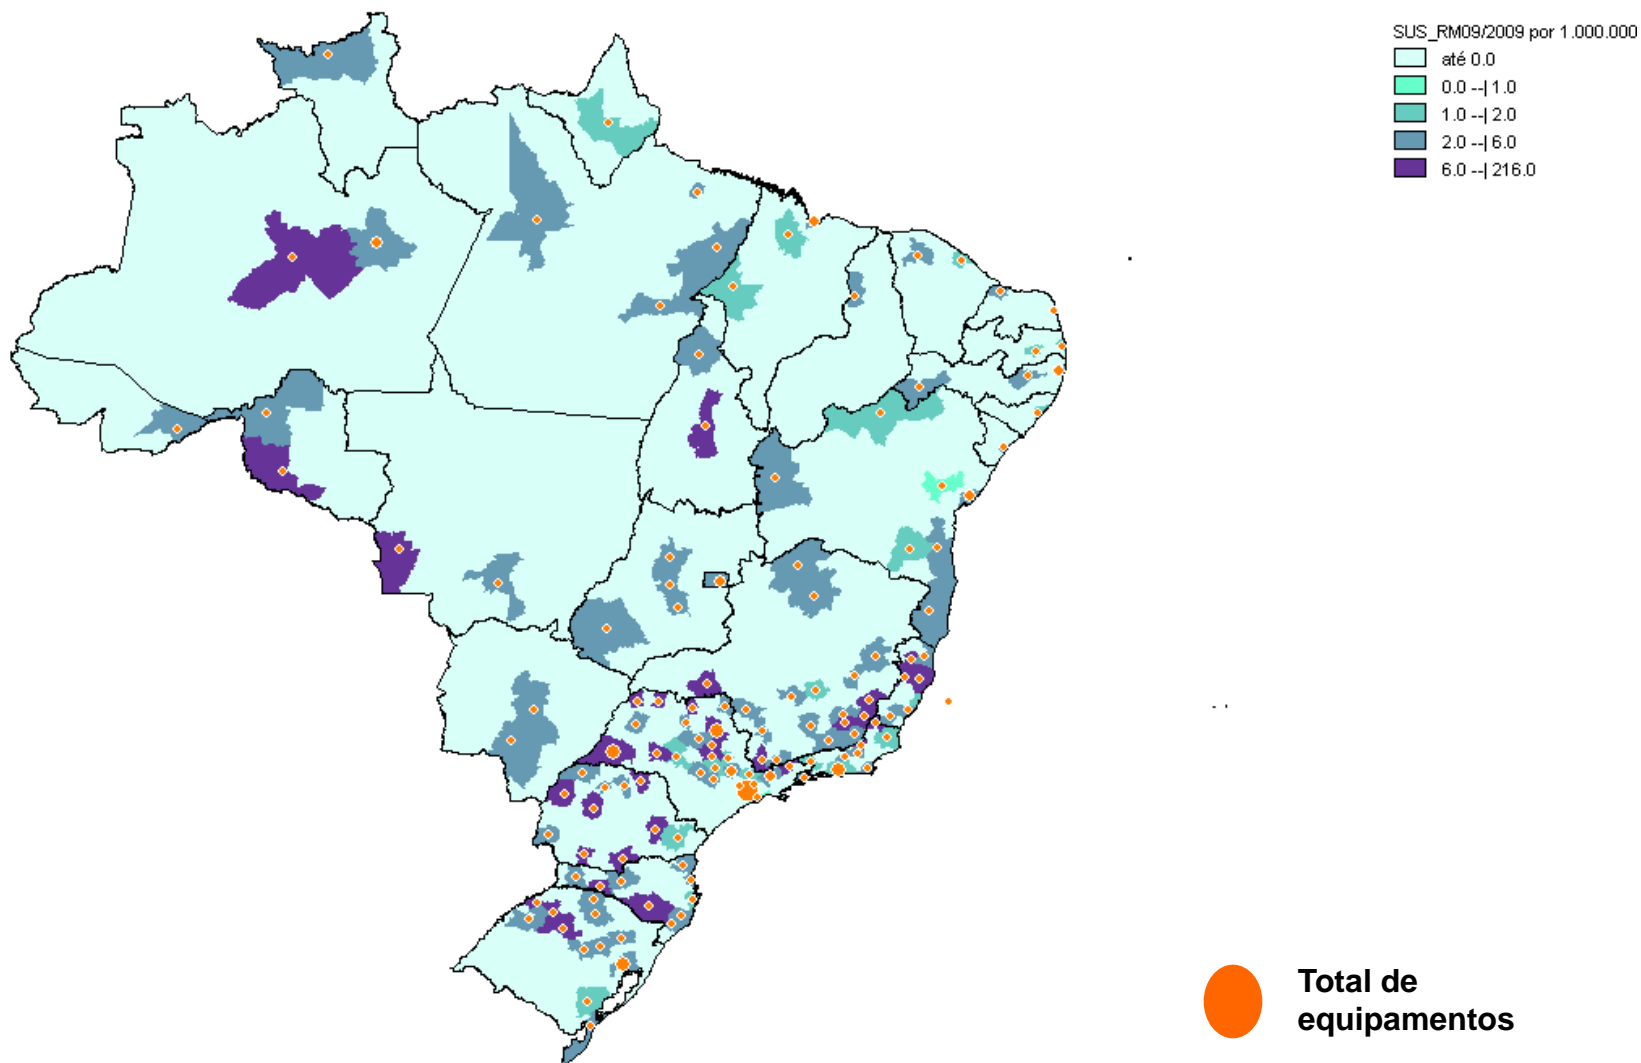 SUS_RM09/2009 por 1.000.000
até 0.0
0.0 --| 1.0
1.0 --| 2.0
2.0 --| 6.0
6.0 --| 216.0
Total de
equipamentos